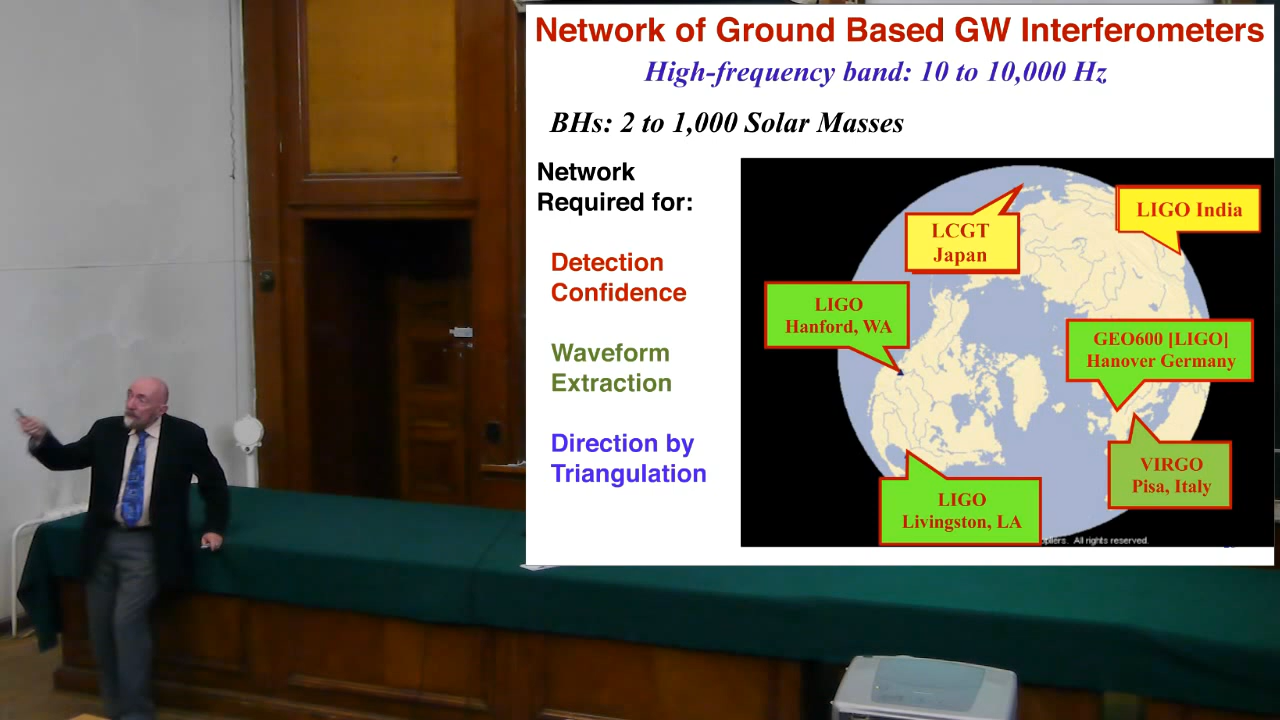 Network of Ground Based GW Interferometers
High-frequency band: 10 to 10,000 Hz
BHs: 2 to 1,000 Solar Masses
Network
Required for:
Detection
Confidence
Waveform
Extraction
Direction by
Triangulation
LCGT
Japan
LIGO India
LIGO
Hanford, WA
GEO600 [LIGO]
Hanover Germany
VIRGO
Pisa, Italy
LIGO
Livingston, LA
All rights reserved.